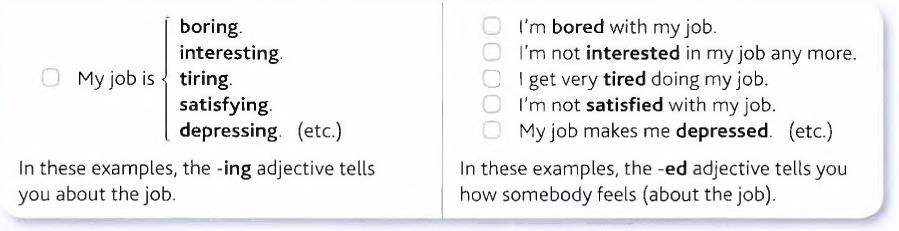 boring.
interesting.
My job is tiring.
satisfying.
depressing. (etc.)
In these examples, the -ing adjective tells
you about the job.
I'm bored with my job.
I'm not interested in my job any more.
I get very tired doing my job.
I'm not satisfied with my job.
My job makes me depressed. (etc.)
In these examples, the -ed adjective tells you
how somebody feels (about the job).